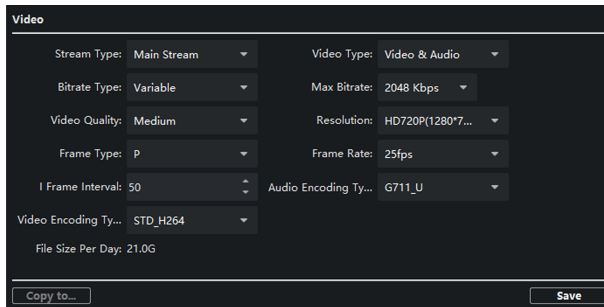 Video
Stream Type: Main Stream Video Type: Video & Audio
Bitrate Type: Variable Max Bitrate: 2048 Kbps
Video Quality: Medium Resolution: HD720P(1280*7...
Frame Type: P Frame Rate: 25fps
I Frame Interval: 50 Audio Encoding Ty... G711_U
Video Encoding Ty... STD_H264
File Size Per Day: 21.0G
Copy to... Save